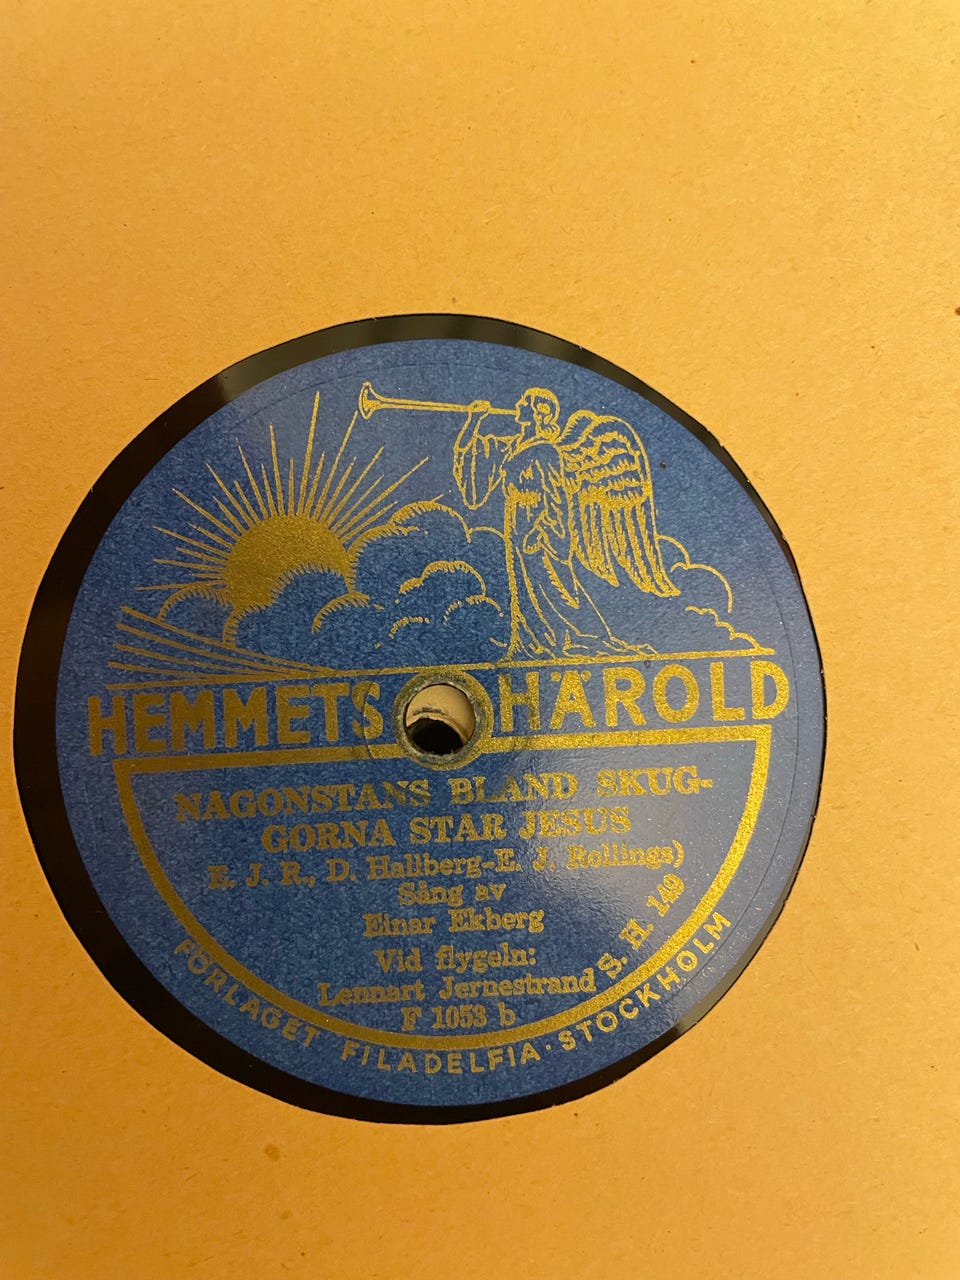 HEMMETS HÄROLD
NAGONSTANS BLAND SKUG-
GORNA STAR JESUS
E. J. R., D. Hallberg-E. J. Rollings)
Sång av
Einar Ekberg
Vid flygeln:
Lennart Jernestrand
F 1053 b
S. H. 149
FÖRLAGET FILADELFIA · STOCKHOLM